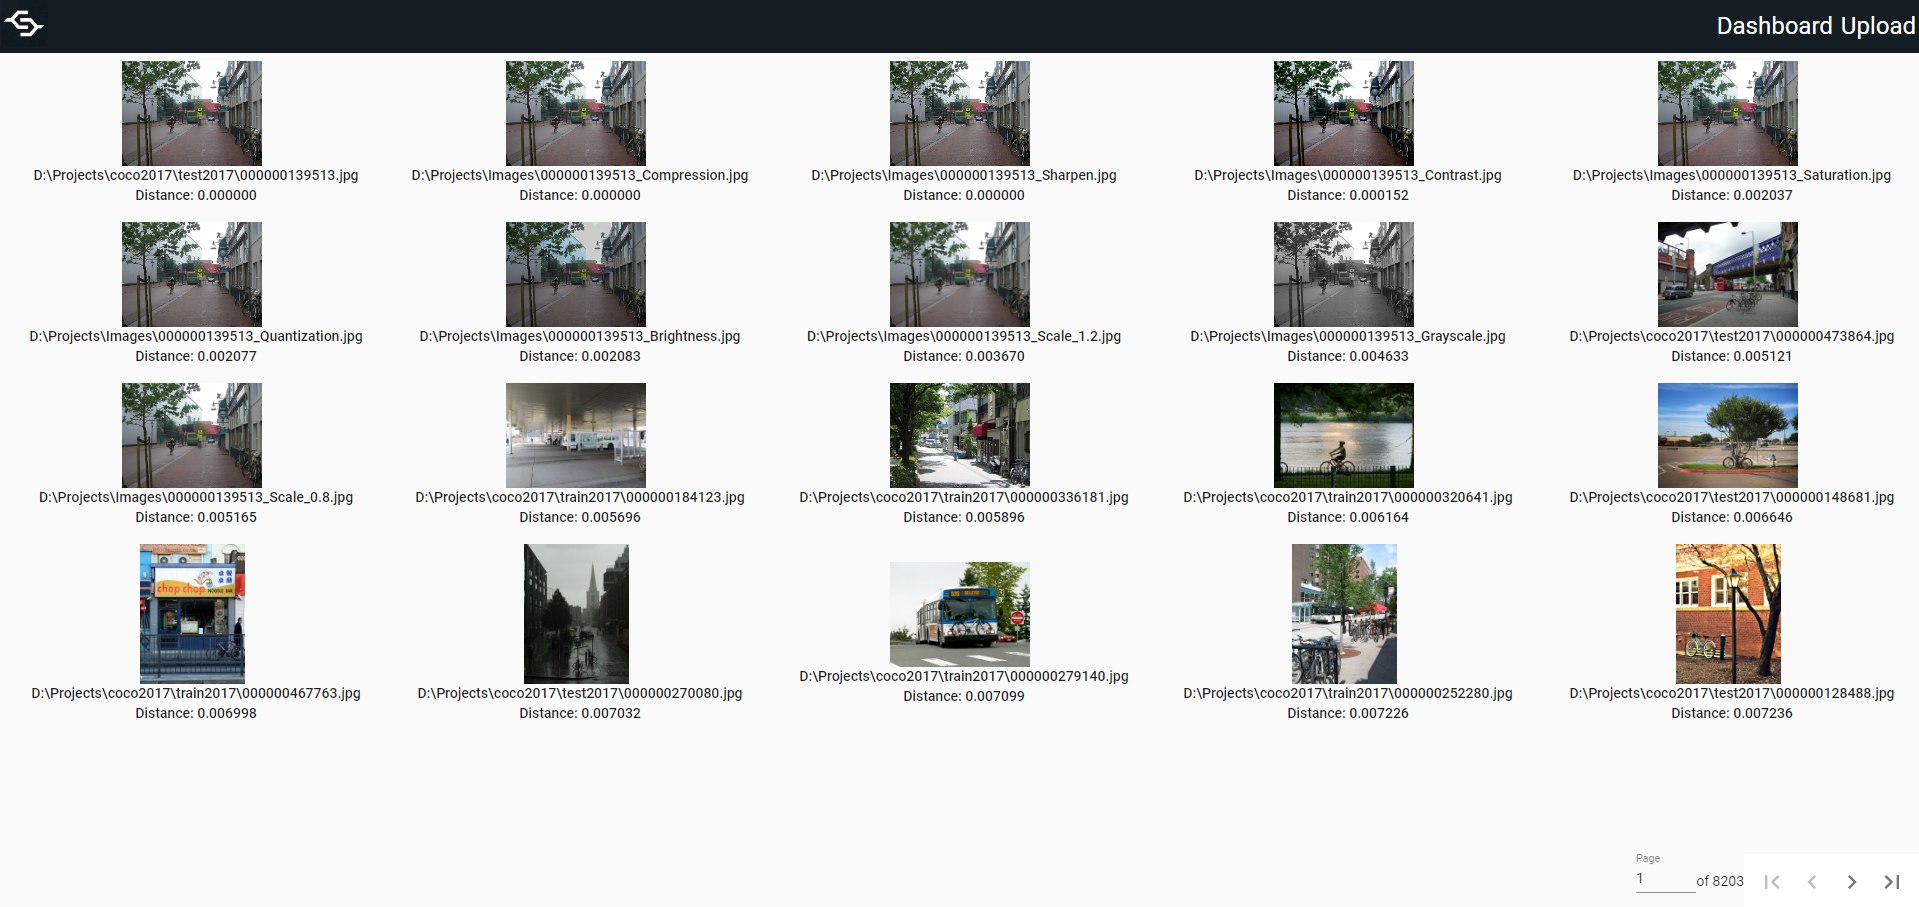 Dashboard Upload
D:\Projects\coco2017\test2017\000000139513.jpg
Distance: 0.000000
D:\Projects\Images\000000139513_Compression.jpg
Distance: 0.000000
D:\Projects\Images\000000139513_Sharpen.jpg
Distance: 0.000000
D:\Projects\Images\000000139513_Contrast.jpg
Distance: 0.000152
D:\Projects\Images\000000139513_Saturation.jpg
Distance: 0.002037
D:\Projects\Images\000000139513_Quantization.jpg
Distance: 0.002077
D:\Projects\Images\000000139513_Brightness.jpg
Distance: 0.002083
D:\Projects\Images\000000139513_Scale_1.2.jpg
Distance: 0.003670
D:\Projects\Images\000000139513_Grayscale.jpg
Distance: 0.004633
D:\Projects\coco2017\test2017\000000473864.jpg
Distance: 0.005121
D:\Projects\Images\000000139513_Scale_0.8.jpg
Distance: 0.005165
D:\Projects\coco2017\train2017\000000184123.jpg
Distance: 0.005696
D:\Projects\coco2017\train2017\000000336181.jpg
Distance: 0.005896
D:\Projects\coco2017\train2017\000000320641.jpg
Distance: 0.006164
D:\Projects\coco2017\test2017\000000148681.jpg
Distance: 0.006646
chop chop
NOODLE BAR
D:\Projects\coco2017\train2017\000000467763.jpg
Distance: 0.006998
D:\Projects\coco2017\test2017\000000270080.jpg
Distance: 0.007032
D:\Projects\coco2017\train2017\000000279140.jpg
Distance: 0.007099
D:\Projects\coco2017\train2017\000000252280.jpg
Distance: 0.007226
D:\Projects\coco2017\test2017\000000128488.jpg
Distance: 0.007236
Page
1 of 8203